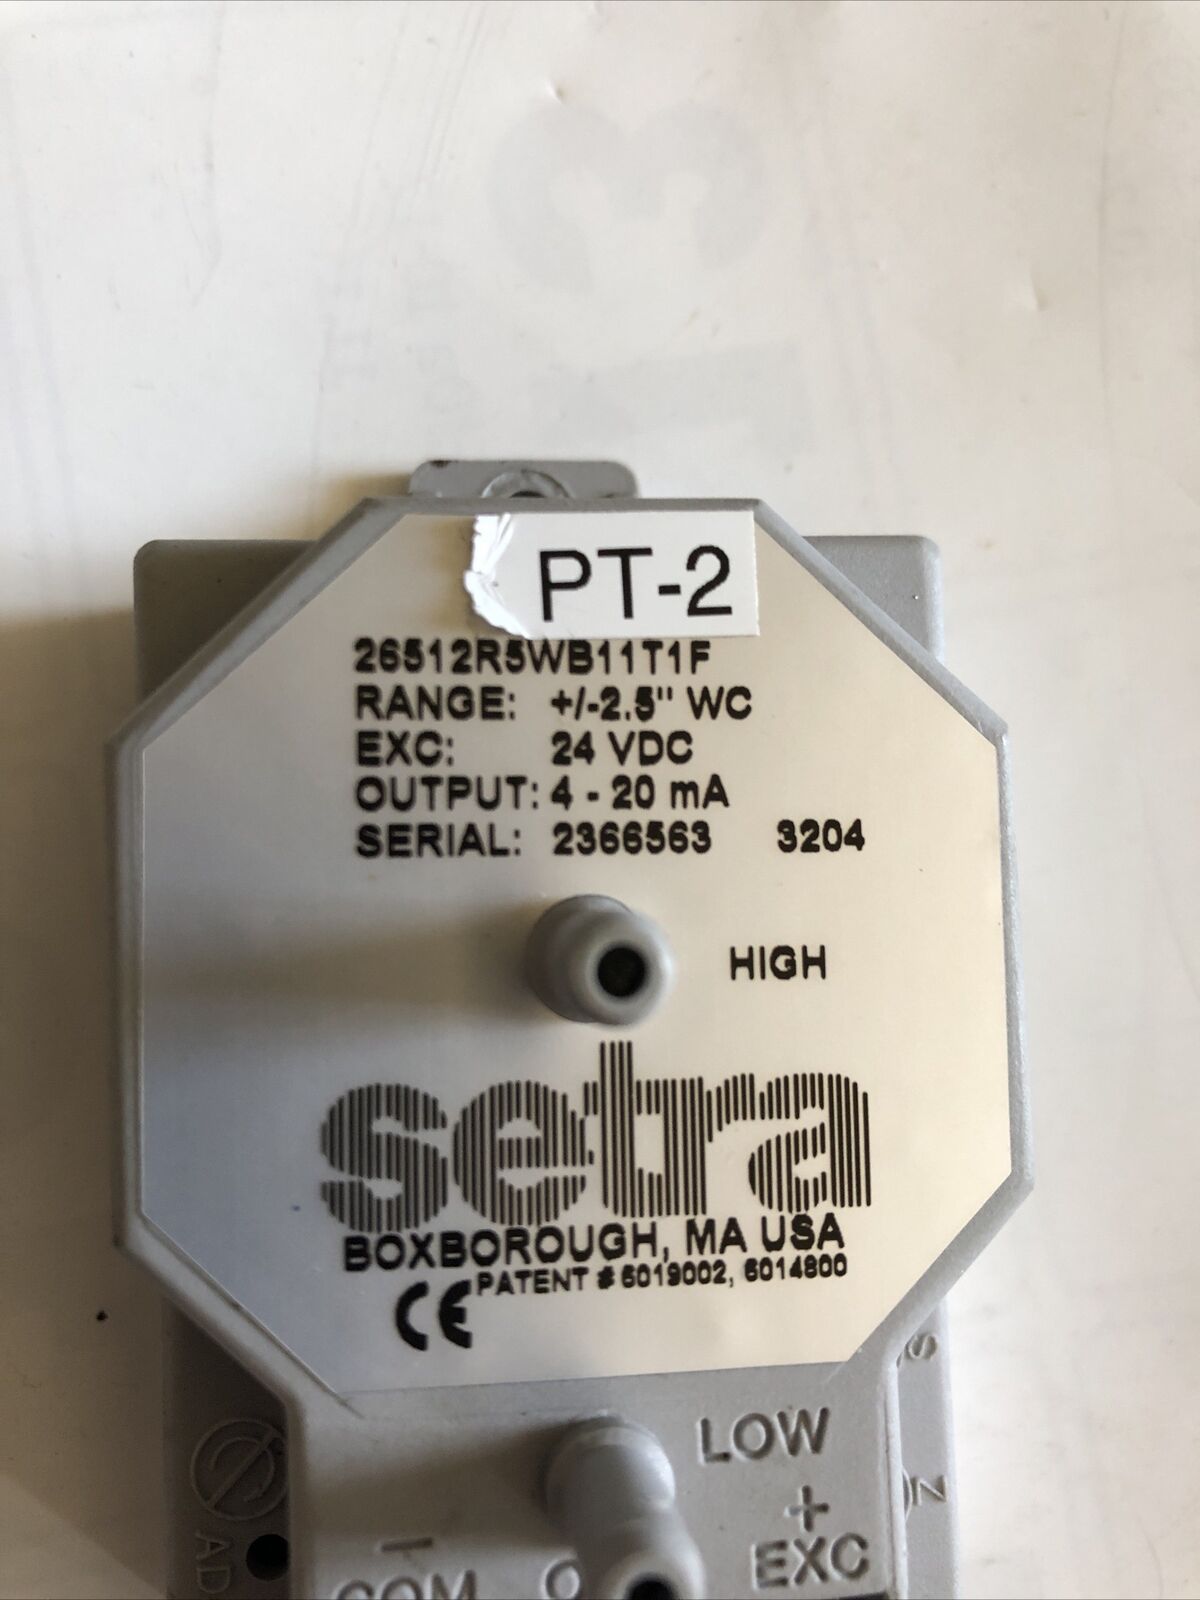 PT-2
26512R5WB11T1F
RANGE: +/-2.5" WC
EXC: 24 VDC
OUTPUT: 4 - 20 mA
SERIAL: 2366563 3204
HIGH
setra
BOXBOROUGH, MA USA
PATENT # 6019002, 6014800
CE
LOW
+
EXC
−
COM